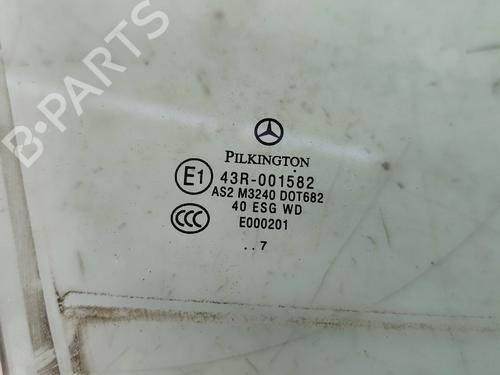 B-PARTS
PILKINGTON
E1 43R-001582
AS2 M3240 DOT682
40 ESG WD
CCC E000201
..7